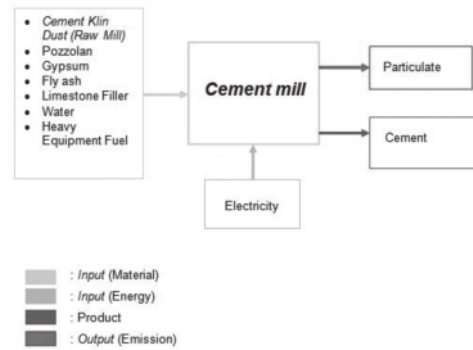 Cement Klin
Dust (Raw Mill)
Pozzolan
Gypsum
Fly ash
Limestone Filler
Water
Heavy
Equipment Fuel
Cement mill
Particulate
Cement
Electricity
: Input (Material)
: Input (Energy)
: Product
: Output (Emission)